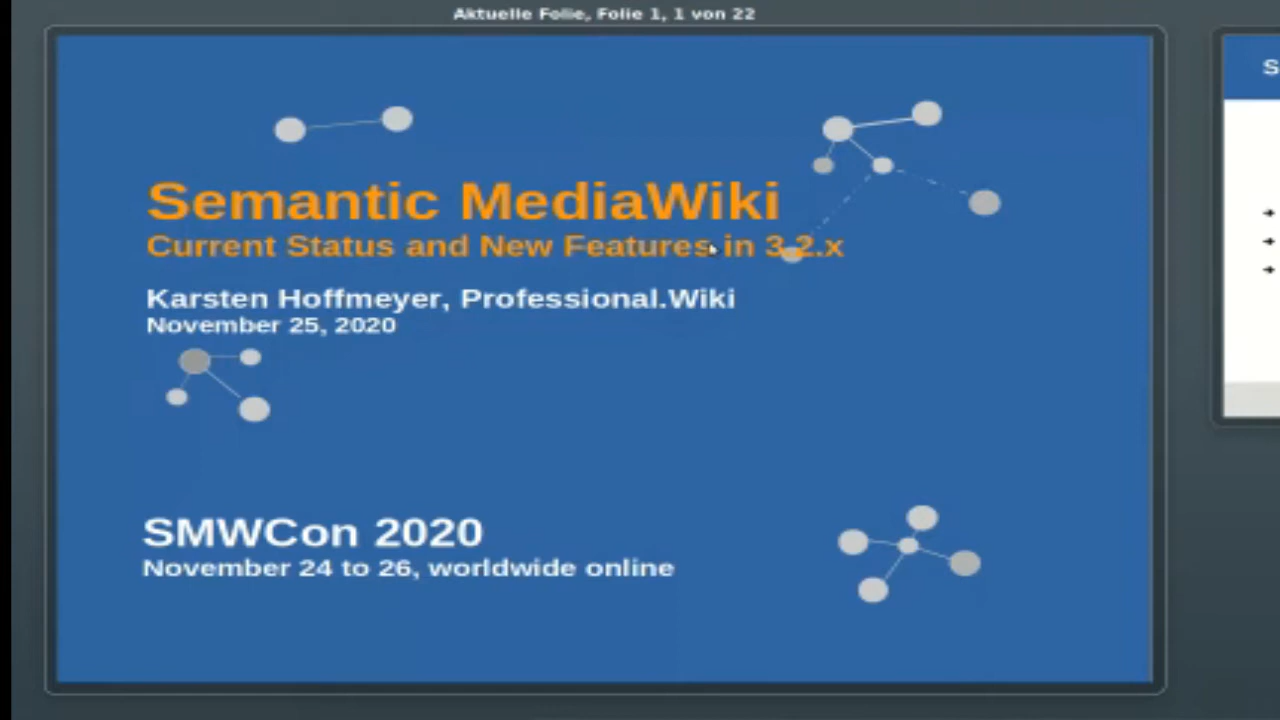 Aktuelle Folie, Folie 1, 1 von 22
Semantic MediaWiki
Current Status and New Features in 3.2.x
Karsten Hoffmeyer, Professional.Wiki
November 25, 2020
SMWCon 2020
November 24 to 26, worldwide online
S